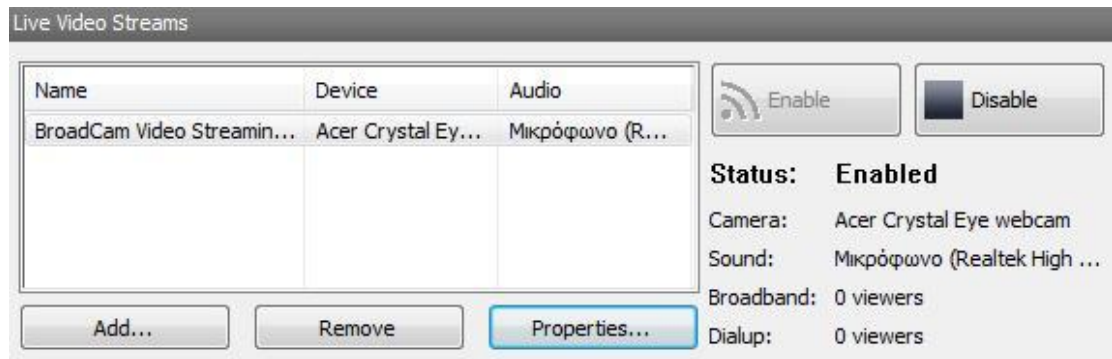 Live Video Streams
Name Device Audio
BroadCam Video Streamin... Acer Crystal Ey... Μικρόφωνο (R...
Add... Remove Properties...
Enable Disable
Status: Enabled
Camera: Acer Crystal Eye webcam
Sound: Μικρόφωνο (Realtek High ...
Broadband: 0 viewers
Dialup: 0 viewers